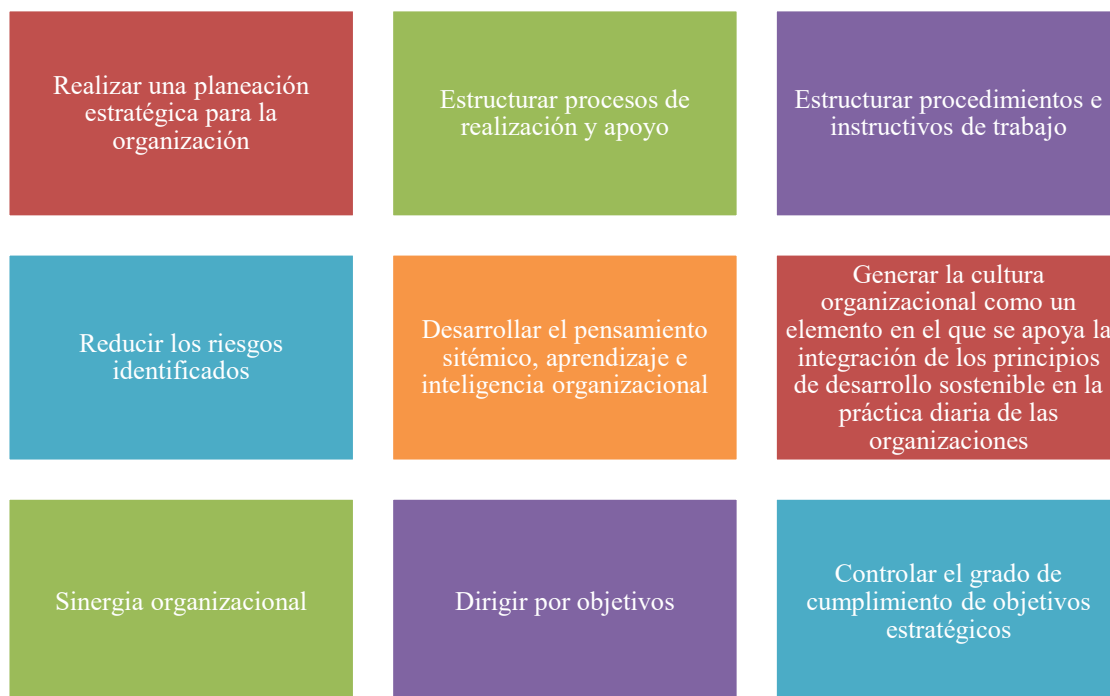 Realizar una planeación
estratégica para la
organización
Estructurar procesos de
realización y apoyo
Estructurar procedimientos e
instructivos de trabajo
Reducir los riesgos
identificados
Desarrollar el pensamiento
sitémico, aprendizaje e
inteligencia organizacional
Generar la cultura
organizacional como un
elemento en el que se apoya la
integración de los principios
de desarrollo sostenible en la
práctica diaria de las
organizaciones
Sinergia organizacional
Dirigir por objetivos
Controlar el grado de
cumplimiento de objetivos
estratégicos